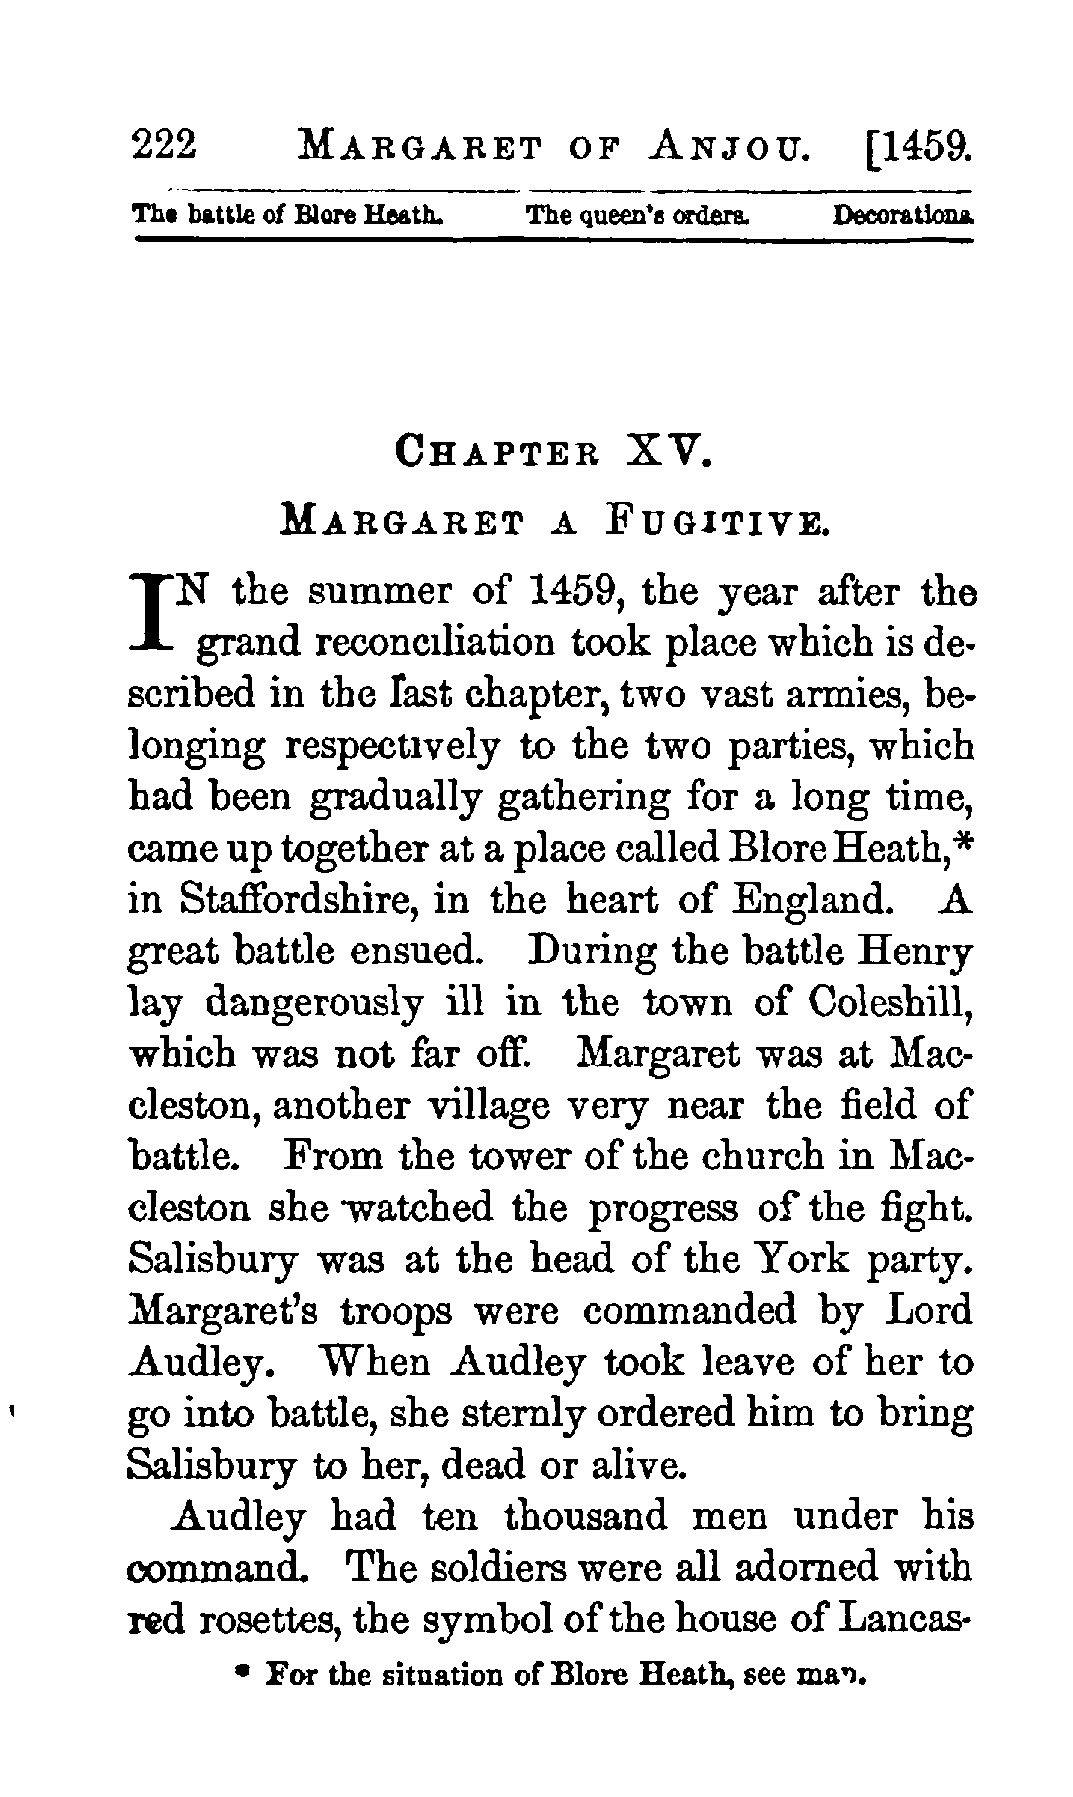 222 MARGARET OF ANJOU. [1459.
The battle of Blore Heath. The queen's orders. Decorations.
CHAPTER XV.
MARGARET A FUGITIVE.
IN the summer of 1459, the year after the
grand reconciliation took place which is de-
scribed in the last chapter, two vast armies, be-
longing respectively to the two parties, which
had been gradually gathering for a long time,
came up together at a place called Blore Heath,*
in Staffordshire, in the heart of England. A
great battle ensued. During the battle Henry
lay dangerously ill in the town of Coleshill,
which was not far off. Margaret was at Mac-
cleston, another village very near the field of
battle. From the tower of the church in Mac-
cleston she watched the progress of the fight.
Salisbury was at the head of the York party.
Margaret's troops were commanded by Lord
Audley. When Audley took leave of her to
go into battle, she sternly ordered him to bring
Salisbury to her, dead or alive.
Audley had ten thousand men under his
command. The soldiers were all adorned with
red rosettes, the symbol of the house of Lancas-
* For the situation of Blore Heath, see map.